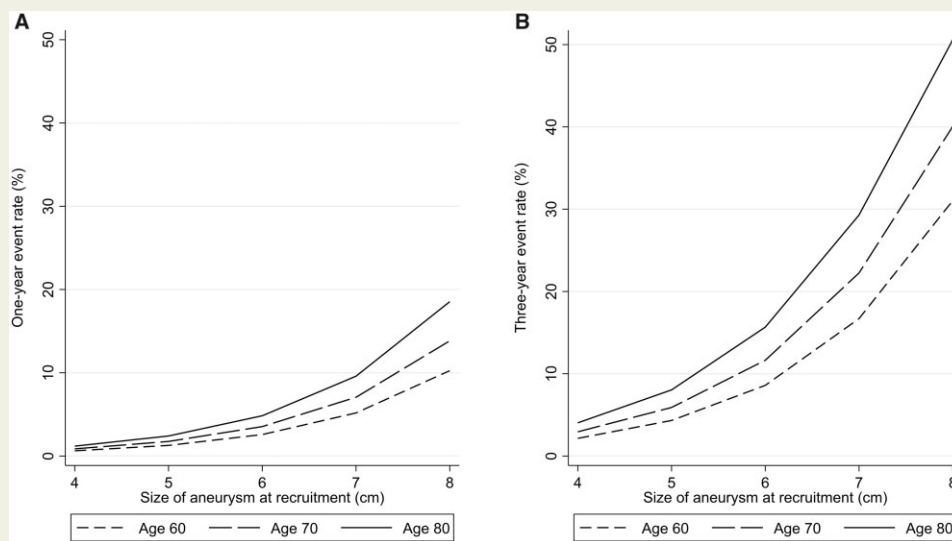 A
50
40
30
20
10
0
One-year event rate (%)
4 5 6 7 8
Size of aneurysm at recruitment (cm)
Age 60 Age 70 Age 80
B
50
40
30
20
10
0
Three-year event rate (%)
4 5 6 7 8
Size of aneurysm at recruitment (cm)
Age 60 Age 70 Age 80